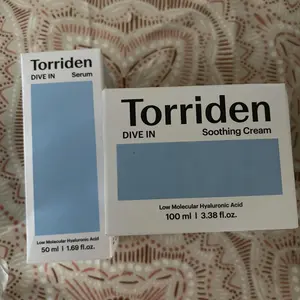 Torriden
DIVE IN Serum
Low Molecular Hyaluronic Acid
50 ml | 1.69 fl.oz.
Torriden
DIVE IN Soothing Cream
Low Molecular Hyaluronic Acid
100 ml | 3.38 fl.oz.